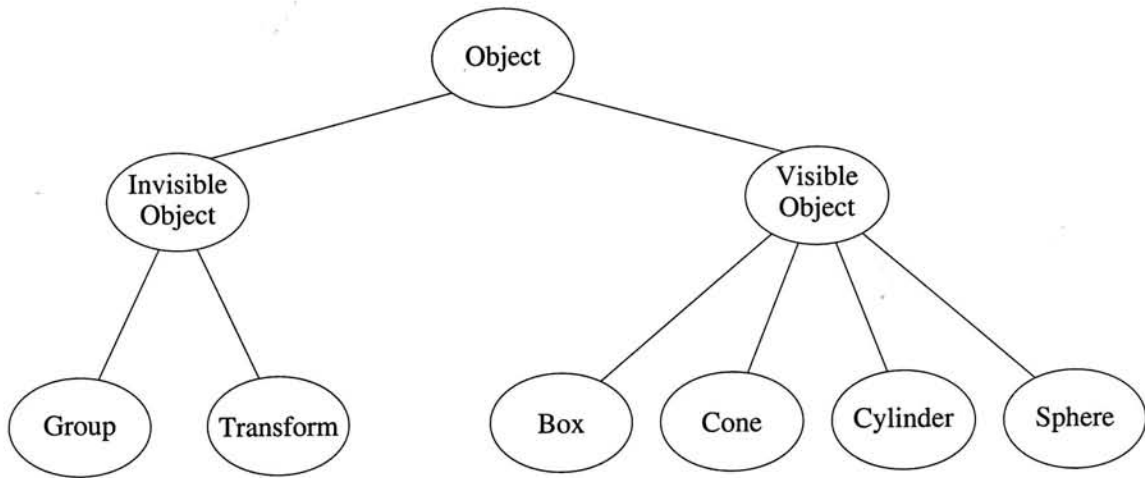 Object
Invisible
Object
Visible
Object
Group
Transform
Box
Cone
Cylinder
Sphere